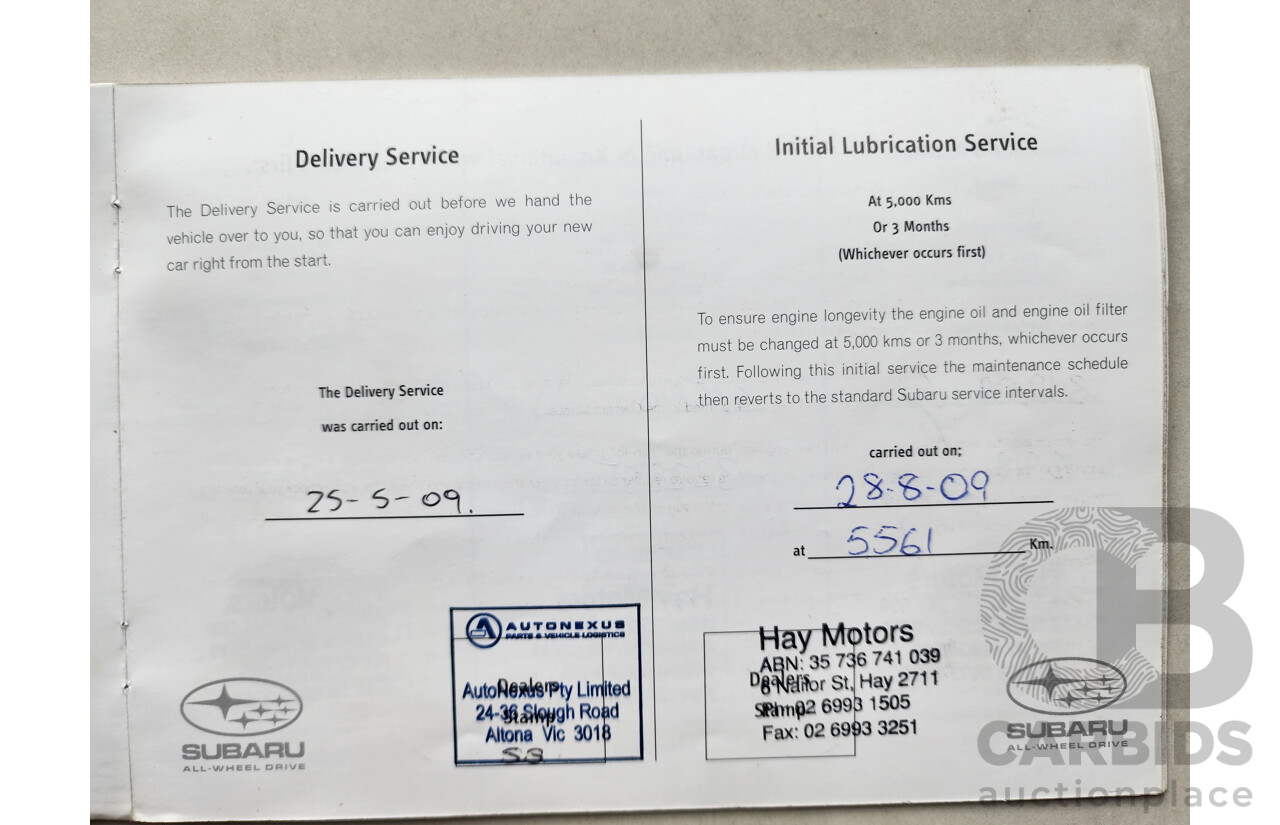 Delivery Service
The Delivery Service is carried out before we hand the
vehicle over to you, so that you can enjoy driving your new
car right from the start.
The Delivery Service
was carried out on:
25-5-09.
AUTONEXUS
PARTS & VEHICLE LOGISTICS
Dealers
AutoNexus Pty Limited
24-36 Slough Road
Stamp
Altona Vic 3018
SUBARU
ALL-WHEEL DRIVE
Initial Lubrication Service
At 5,000 Kms
Or 3 Months
(Whichever occurs first)
To ensure engine longevity the engine oil and engine oil filter
must be changed at 5,000 kms or 3 months, whichever occurs
first. Following this initial service the maintenance schedule
then reverts to the standard Subaru service intervals.
carried out on;
28-8-09
at 5561 Km.
Hay Motors
ABN: 35 736 741 039
Dealers
St, Hay 2711
Stamp
02 6993 1505
Fax: 02 6993 3251
SUBARU
ALL-WHEEL DRIVE
CARBIDS
auctionplace